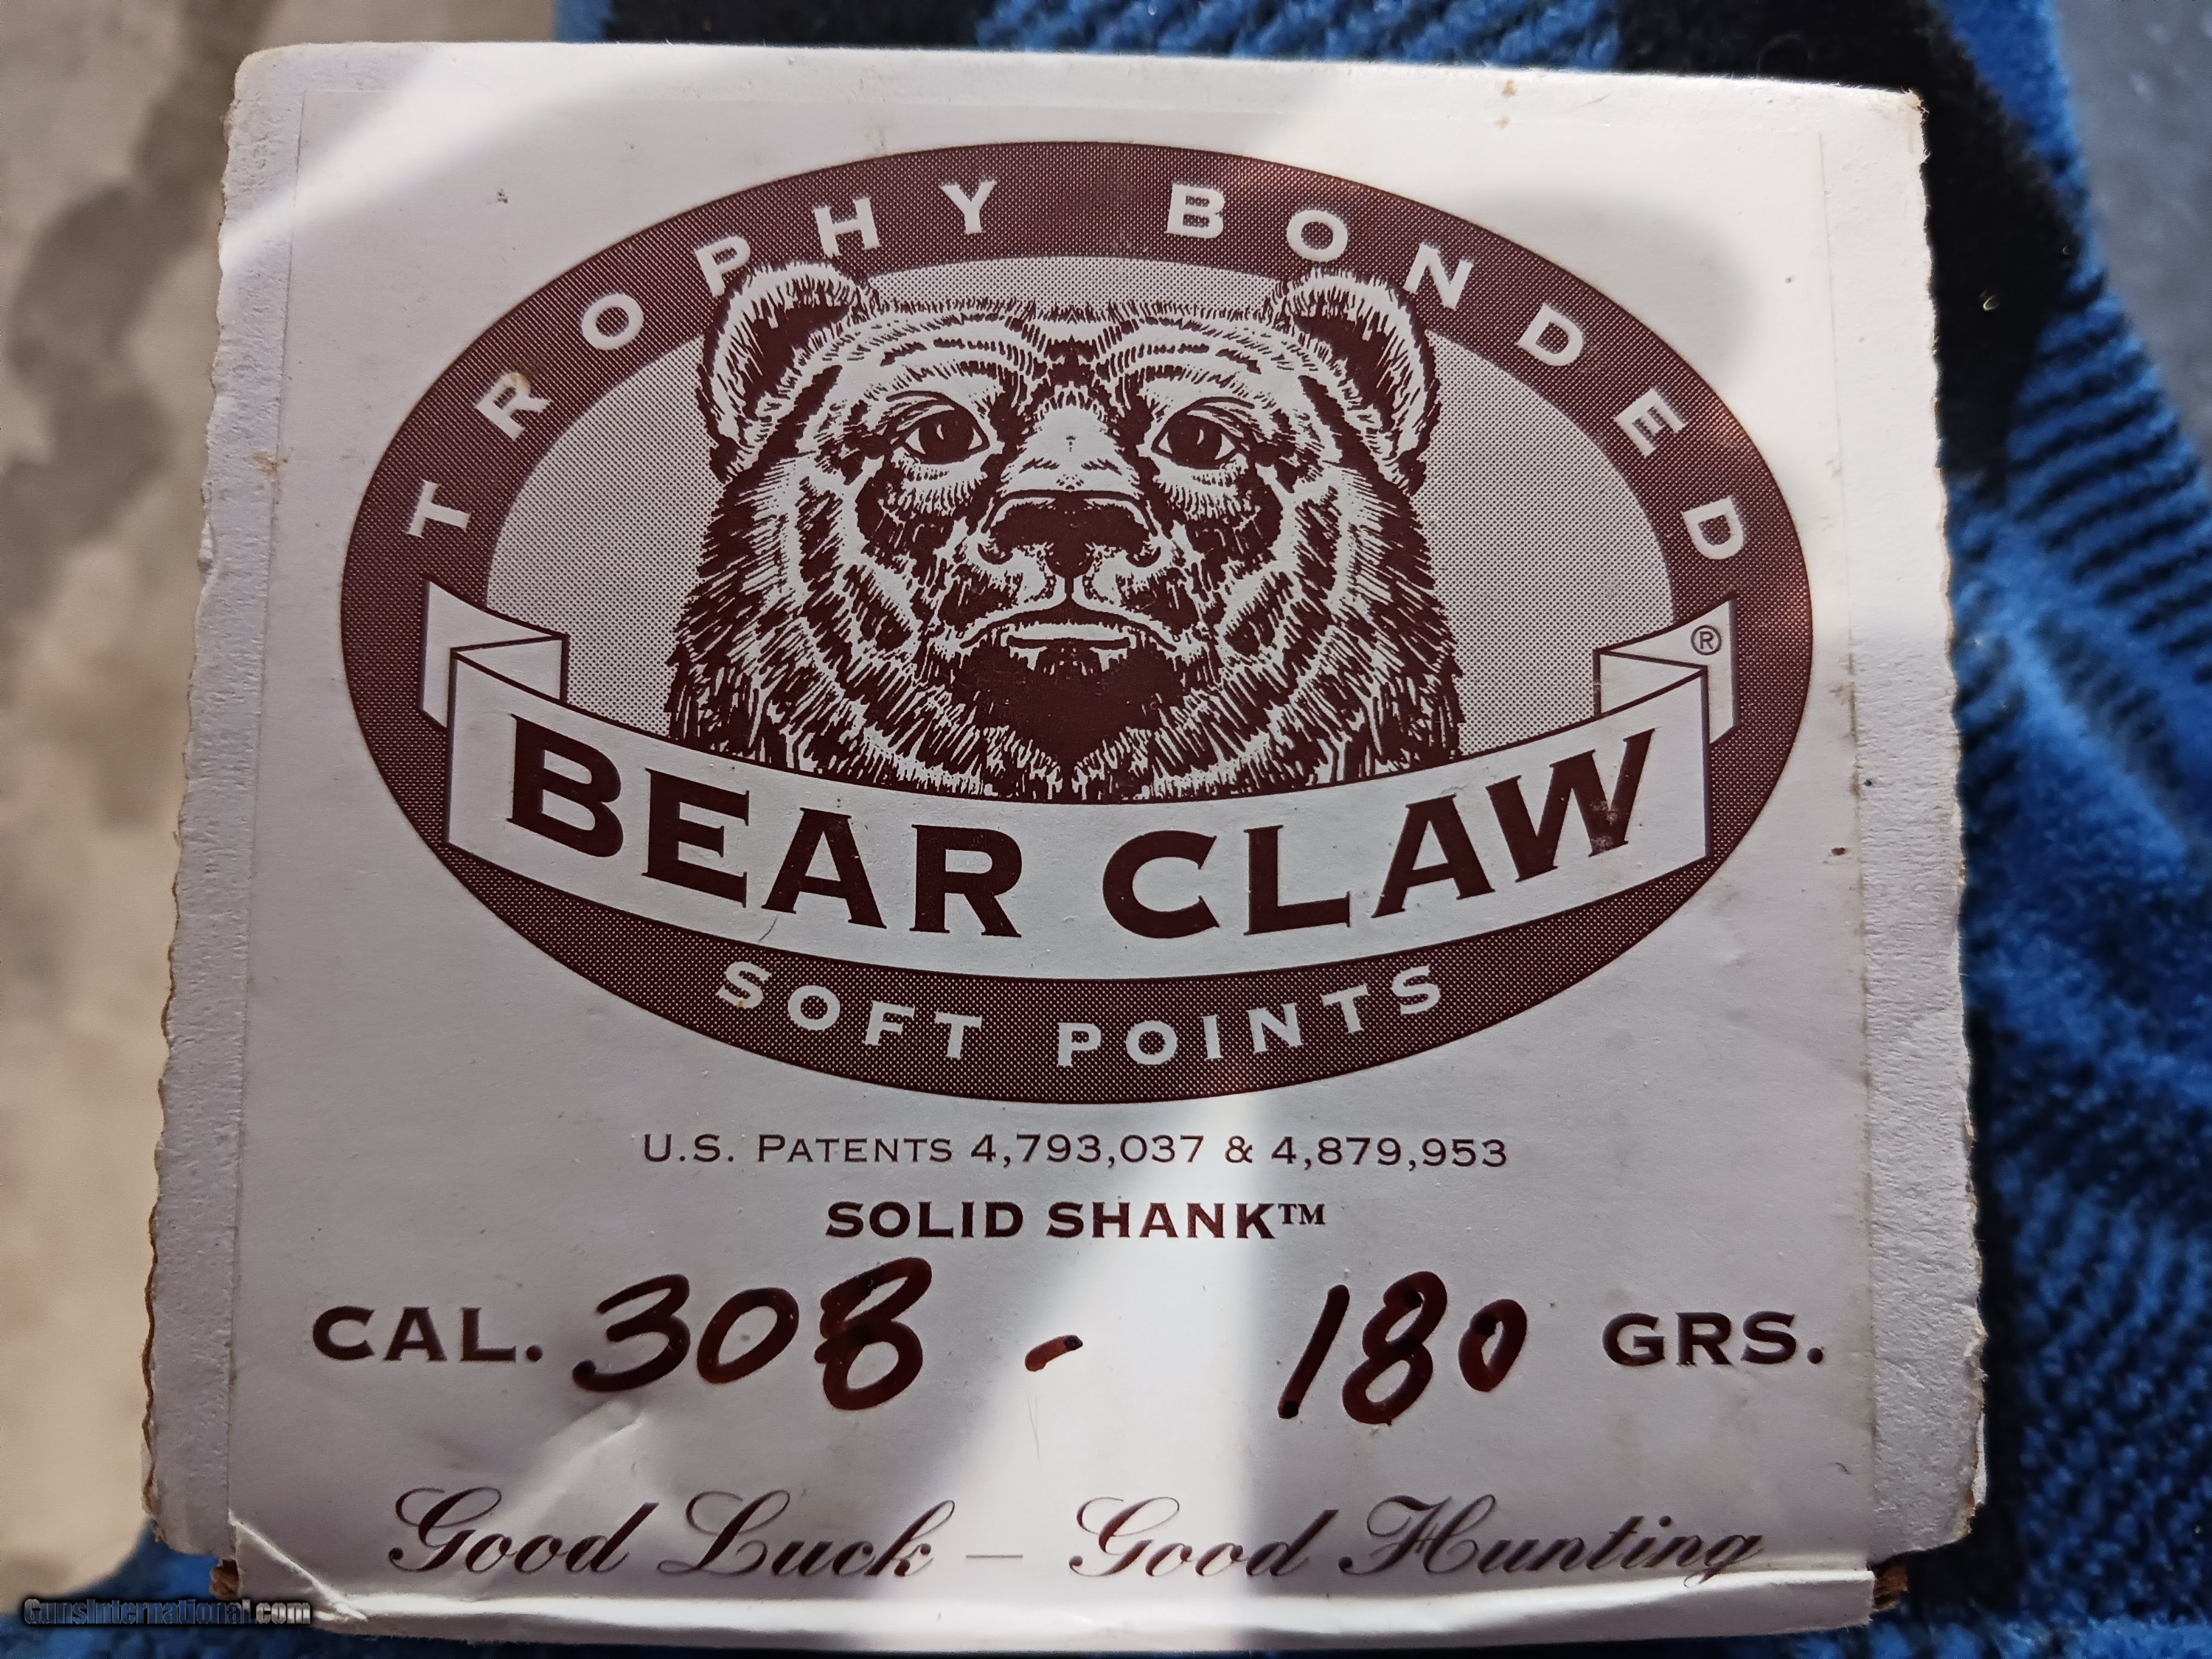 TROPHY BONDED
BEAR CLAW®
SOFT POINTS
U.S. PATENTS 4,793,037 & 4,879,953
SOLID SHANK™
CAL. 308 - 180 GRS.
Good Luck – Good Hunting
GunsInternational.com